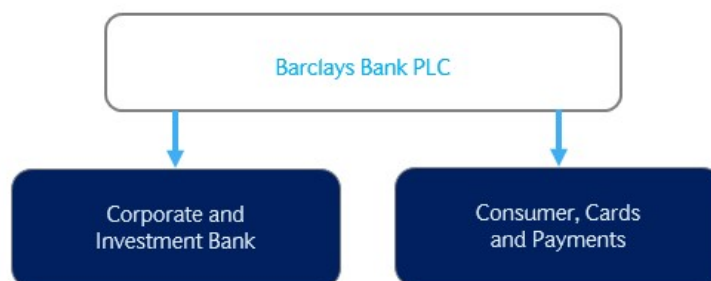 Barclays Bank PLC
Corporate and
Investment Bank
Consumer, Cards
and Payments